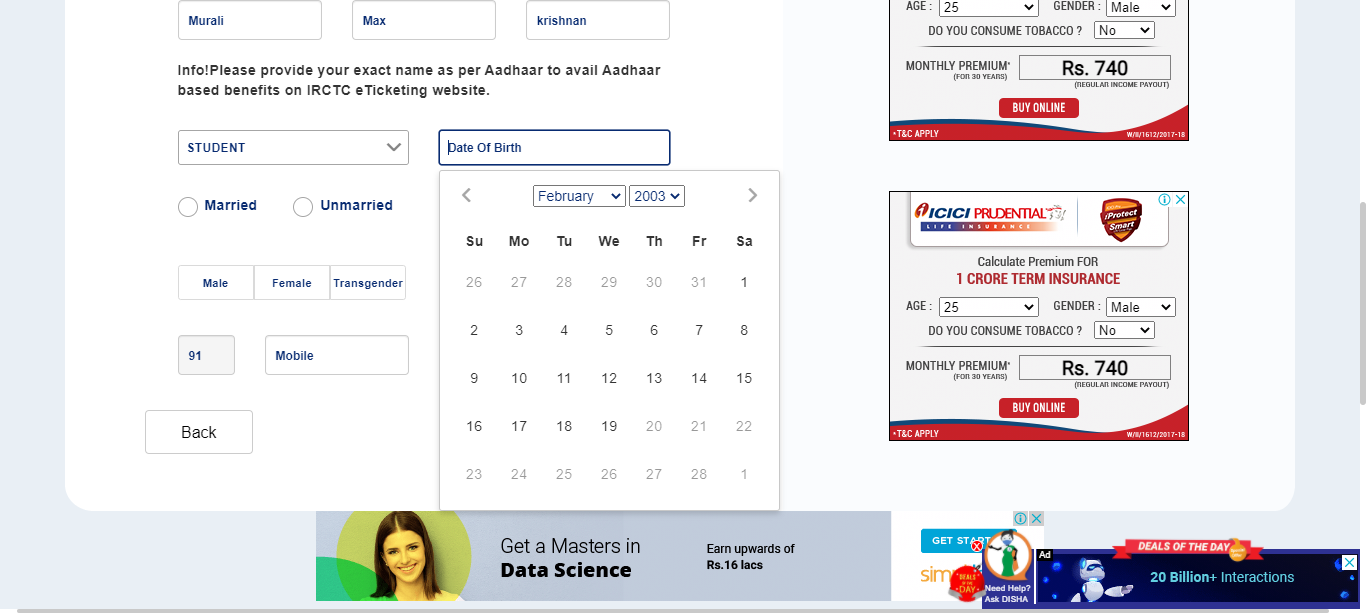 Murali
Max
krishnan
Info!Please provide your exact name as per Aadhaar to avail Aadhaar
based benefits on IRCTC eTicketing website.
STUDENT
Date Of Birth
February 2003
Su Mo Tu We Th Fr Sa
26 27 28 29 30 31 1
2 3 4 5 6 7 8
9 10 11 12 13 14 15
16 17 18 19 20 21 22
23 24 25 26 27 28 1
Married
Unmarried
Male Female Transgender
91
Mobile
Back
AGE : 25 GENDER : Male
DO YOU CONSUME TOBACCO ? No
MONTHLY PREMIUM* Rs. 740
(FOR 30 YEARS) (REGULAR INCOME PAYOUT)
BUY ONLINE
*T&C APPLY W/II/1612/2017-18
ICICI PRUDENTIAL
LIFE INSURANCE
iProtect
Smart
Calculate Premium FOR
1 CRORE TERM INSURANCE
AGE : 25 GENDER : Male
DO YOU CONSUME TOBACCO ? No
MONTHLY PREMIUM* Rs. 740
(FOR 30 YEARS) (REGULAR INCOME PAYOUT)
BUY ONLINE
*T&C APPLY W/II/1612/2017-18
Get a Masters in
Data Science
Earn upwards of
Rs.16 lacs
GET START
simp
DEALS
OF THE
DAY
Need Help?
Ask DISHA
Ad
DEALS OF THE DAY
20 Billion+ Interactions